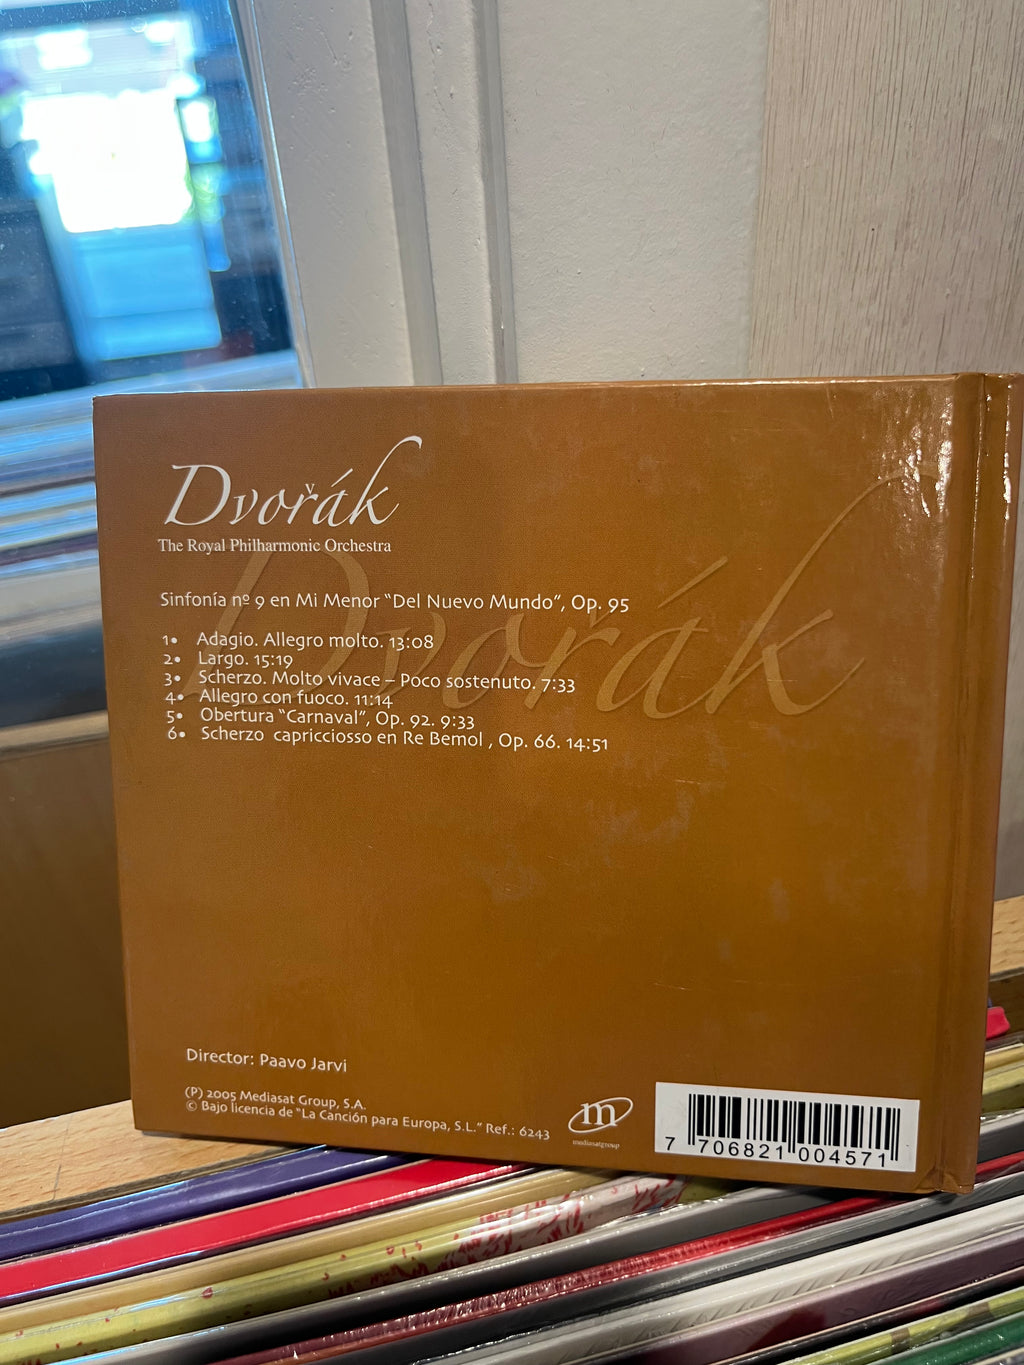 Dvořák
The Royal Philharmonic Orchestra
Dvořák
Sinfonía nº 9 en Mi Menor "Del Nuevo Mundo", Op. 95
1• Adagio. Allegro molto. 13:08
2• Largo. 15:19
3• Scherzo. Molto vivace – Poco sostenuto. 7:33
4• Allegro con fuoco. 11:14
5• Obertura "Carnaval", Op. 92. 9:33
6• Scherzo capricciosso en Re Bemol , Op. 66. 14:51
Director: Paavo Jarvi
(P) 2005 Mediasat Group, S.A.
© Bajo licencia de "La Canción para Europa, S.L." Ref.: 6243
m
mediasatgroup
7 706821 004571